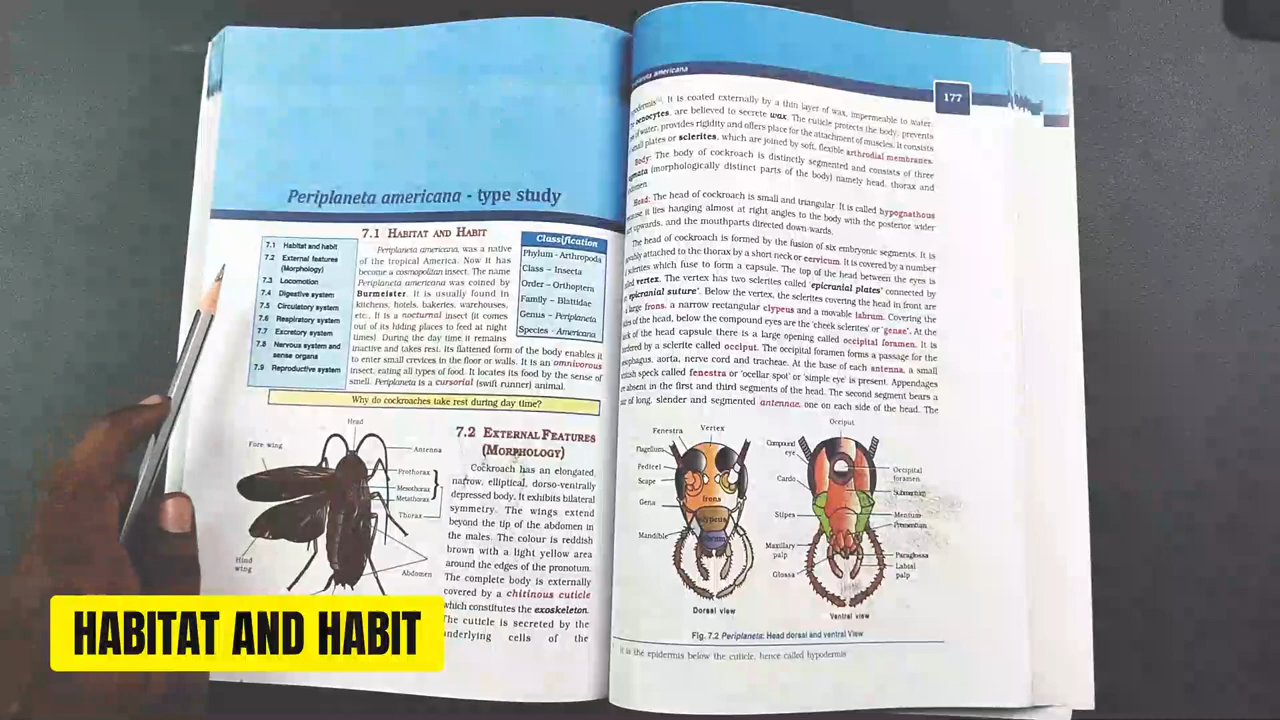 Periplaneta americana - type study
7.1 HABITAT AND HABIT
7.1 Habitat and habit
7.2 External features
(Morphology)
7.3 Locomotion
7.4 Digestive system
7.5 Circulatory system
7.6 Respiratory system
7.7 Excretory system
7.8 Nervous system and
sense organs
7.9 Reproductive system
Periplaneta americana, was a native
of the tropical America. Now it has
become a cosmopolitan insect. The name
Periplaneta americana was coined by
Burmeister. It is usually found in
kitchens, hotels, bakeries, warehouses,
etc.. It is a nocturnal insect (it comes
out of its hiding places to feed at night
times) During the day time it remains
inactive and takes rest. Its flattened form of the body enables it
to enter small crevices in the floor or walls. It is an omnivorous
insect, eating all types of food. It locates its food by the sense of
smell. Periplaneta is a cursorial (swift runner) animal.
Classification
Phylum - Arthropoda
Class – Insecta
Order – Orthoptera
Family – Blattidae
Genus – Periplaneta
Species - Americana
Why do cockroaches take rest during day time?
Head
Fore wing
Antenna
Prothorax
Mesothorax
Metathorax
Thorax
Hind
wing
Abdomen
7.2 EXTERNAL FEATURES
(MORPHOLOGY)
Cockroach has an elongated,
narrow, elliptical, dorso-ventrally
depressed body. It exhibits bilateral
symmetry. The wings extend
beyond the tip of the abdomen in
the males. The colour is reddish
brown with a light yellow area
around the edges of the pronotum.
The complete body is externally
covered by a chitinous cuticle
which constitutes the exoskeleton.
The cuticle is secreted by the
underlying cells of the
HABITAT AND HABIT
americana
177
It is coated externally by a thin layer of wax, impermeable to water.
oenocytes, are believed to secrete wax. The cuticle protects the body, prevents
of water, provides rigidity and offers place for the attachment of muscles. It consists
plates or sclerites, which are joined by soft, flexible arthrodial membranes.
Body: The body of cockroach is distinctly segmented and consists of three
(morphologically distinct parts of the body) namely head, thorax and
Head: The head of cockroach is small and triangular. It is called hypognathous
it lies hanging almost at right angles to the body with the posterior wider
upwards, and the mouthparts directed down-wards.
The head of cockroach is formed by the fusion of six embryonic segments. It is
attached to the thorax by a short neck or cervicum. It is covered by a number
sclerites which fuse to form a capsule. The top of the head between the eyes is
vertex. The vertex has two sclerites called 'epicranial plates' connected by
'epicranial suture'. Below the vertex, the sclerites covering the head in front are
large frons, a narrow rectangular clypeus and a movable labrum. Covering the
of the head, below the compound eyes are the 'cheek sclerites' or 'genae'. At the
of the head capsule there is a large opening called occipital foramen. It is
by a sclerite called occiput. The occipital foramen forms a passage for the
aorta, nerve cord and tracheae. At the base of each antenna, a small
speck called fenestra or 'ocellar spot' or 'simple eye' is present. Appendages
absent in the first and third segments of the head. The second segment bears a
of long, slender and segmented antennae, one on each side of the head. The
Fenestra
Vertex
Flagellum
Pedicel
Scape
Gena
Mandible
frons
clypeus
labrum
Dorsal view
Occiput
Compound
eye
Cardo
Stipes
Maxillary
palp
Glossa
Occipital
foramen
Submentum
Mentum
Prementum
Paraglossa
Labial
palp
Ventral view
Fig. 7.2 Periplaneta: Head dorsal and ventral View
It is the epidermis below the cuticle, hence called hypodermis